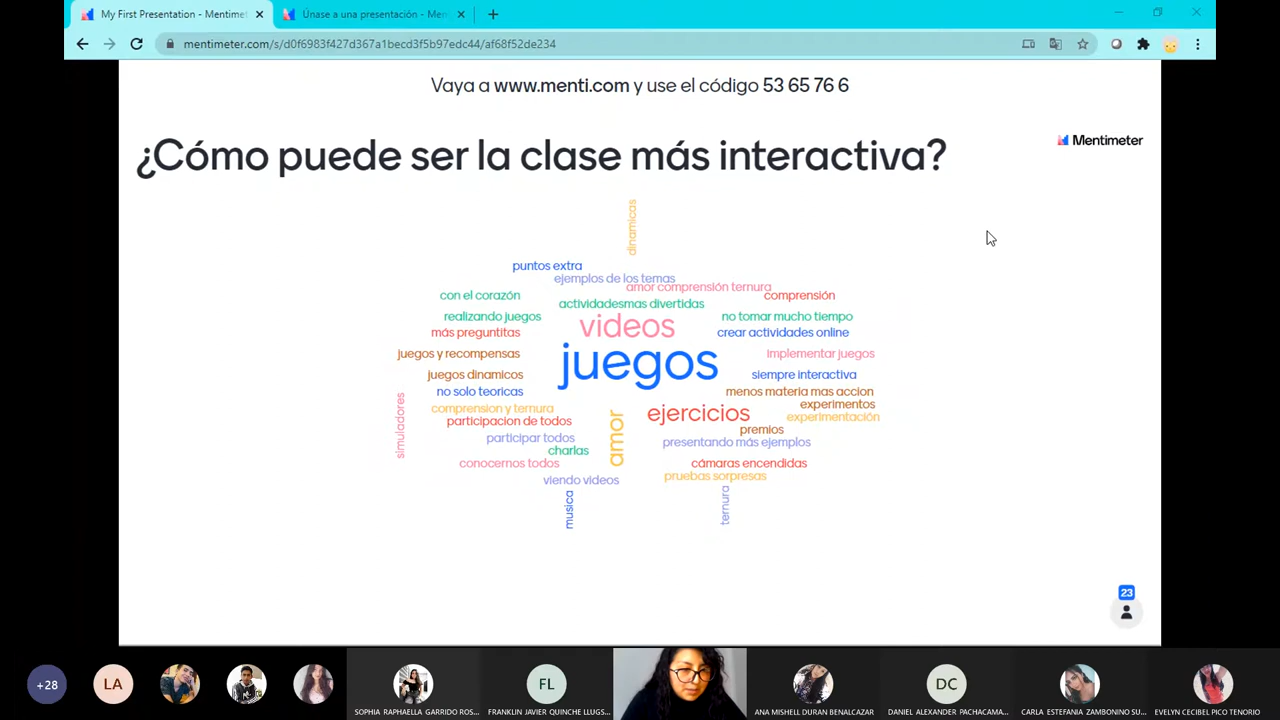 My First Presentation - Mentimet
Únase a una presentación - Men
mentimeter.com/s/d0f6983f427d367a1becd3f5b97edc44/af68f52de234
Vaya a www.menti.com y use el código 53 65 76 6
¿Cómo puede ser la clase más interactiva?
Mentimeter
dinamicas
puntos extra
ejemplos de los temas
amor comprensión ternura
con el corazón
comprensión
actividadesmas divertidas
realizando juegos
no tomar mucho tiempo
videos
más preguntitas
crear actividades online
juegos y recompensas
juegos
implementar juegos
juegos dinamicos
siempre interactiva
no solo teoricas
menos materia mas accion
experimentos
comprension y ternura
ejercicios
experimentación
simuladores
participacion de todos
amor
premios
participar todos
presentando más ejemplos
charlas
conocernos todos
cámaras encendidas
pruebas sorpresas
viendo videos
musica
ternura
23
+28
LA
FL
DC
SOPHIA RAPHAELLA GARRIDO ROS...
FRANKLIN JAVIER QUINCHE LLUGS...
ANA MISHELL DURAN BENALCAZAR
DANIEL ALEXANDER PACHACAMA...
CARLA ESTEFANIA ZAMBONINO SU...
EVELYN CECIBEL PICO TENORIO